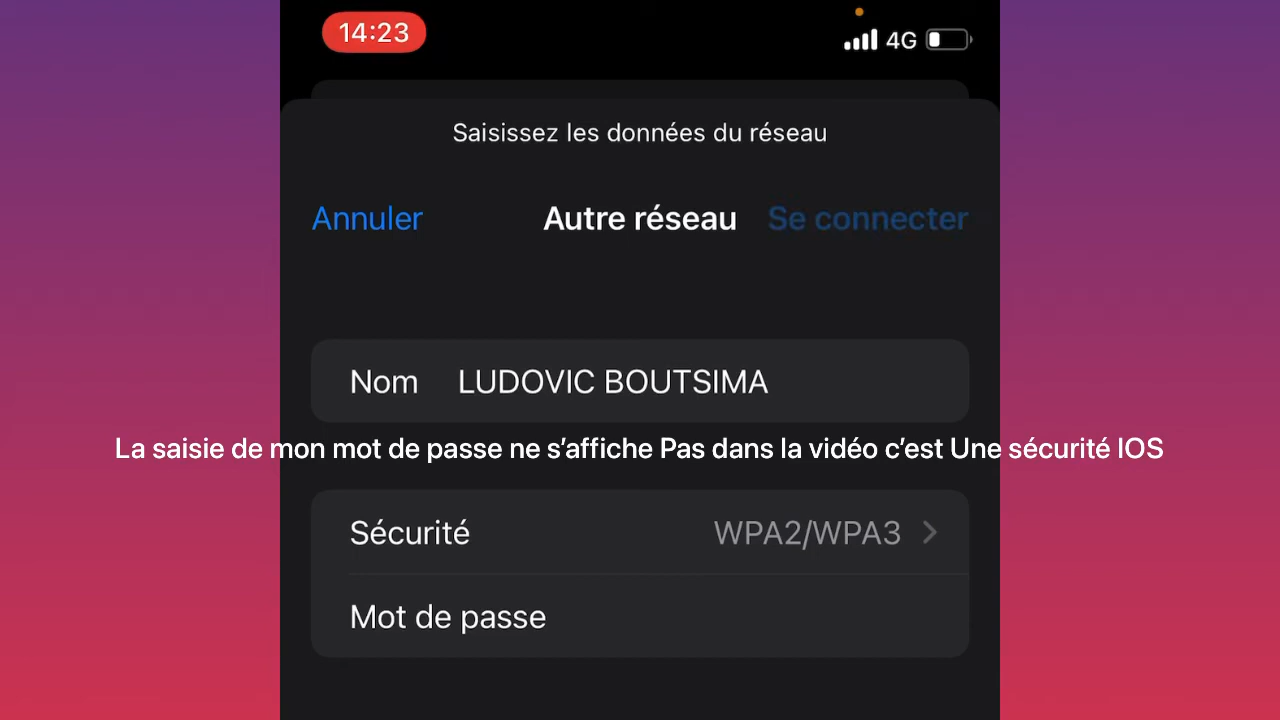 14:23
4G
Saisissez les données du réseau
Annuler Autre réseau Se connecter
Nom LUDOVIC BOUTSIMA
La saisie de mon mot de passe ne s’affiche Pas dans la vidéo c’est Une sécurité IOS
Sécurité WPA2/WPA3
Mot de passe